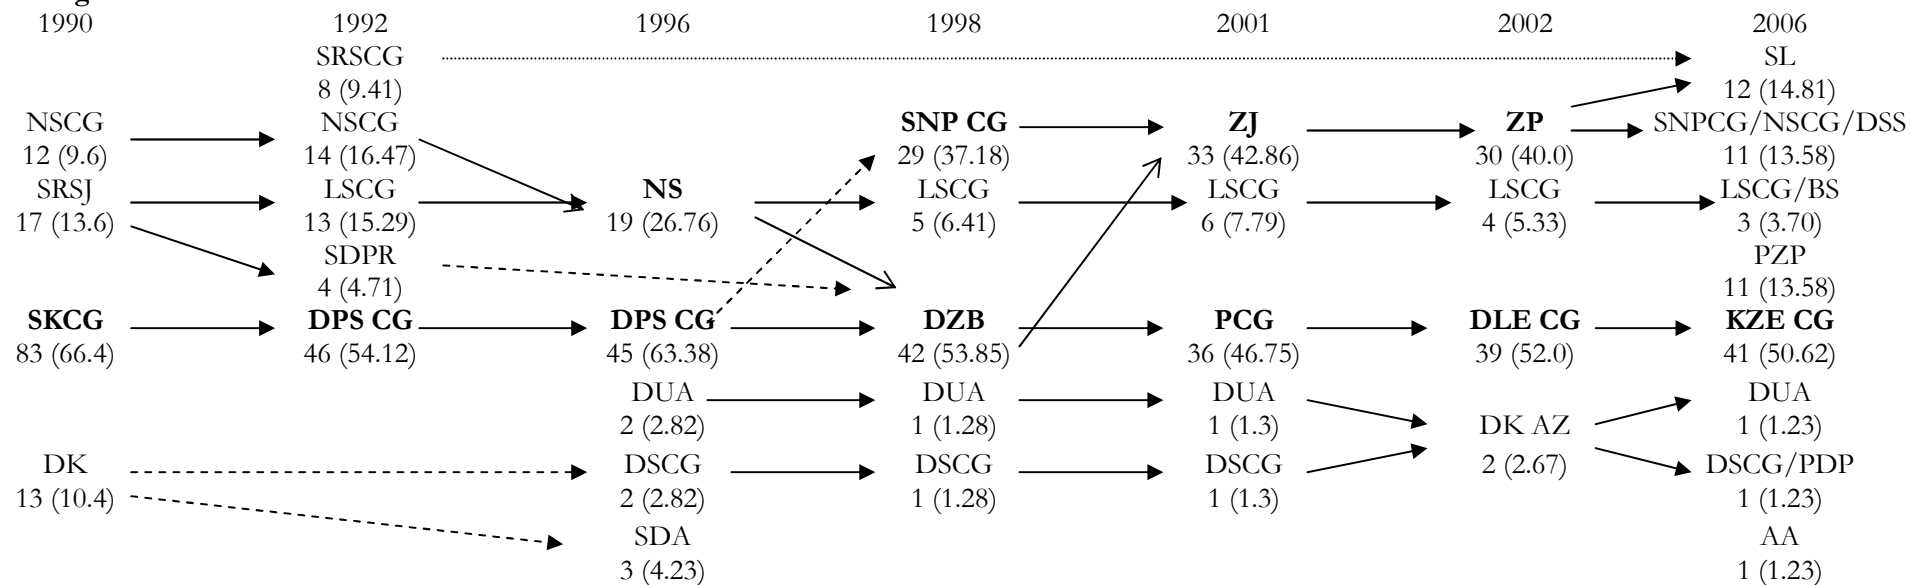 1990 1992 1996 1998 2001 2002 2006
SRSCG SL
8 (9.41) 12 (14.81)
NSCG NSCG SNP CG ZJ ZP SNPCG/NSCG/DSS
12 (9.6) 14 (16.47) 29 (37.18) 33 (42.86) 30 (40.0) 11 (13.58)
SRSJ LSCG NS LSCG LSCG LSCG LSCG/BS
17 (13.6) 13 (15.29) 19 (26.76) 5 (6.41) 6 (7.79) 4 (5.33) 3 (3.70)
SDPR PZP
4 (4.71) 11 (13.58)
SKCG DPS CG DPS CG DZB PCG DLE CG KZE CG
83 (66.4) 46 (54.12) 45 (63.38) 42 (53.85) 36 (46.75) 39 (52.0) 41 (50.62)
DUA DUA DUA DUA
2 (2.82) 1 (1.28) 1 (1.3) 1 (1.23)
DK AZ
DK DSCG DSCG DSCG 2 (2.67) DSCG/PDP
13 (10.4) 2 (2.82) 1 (1.28) 1 (1.3) 1 (1.23)
SDA AA
3 (4.23) 1 (1.23)